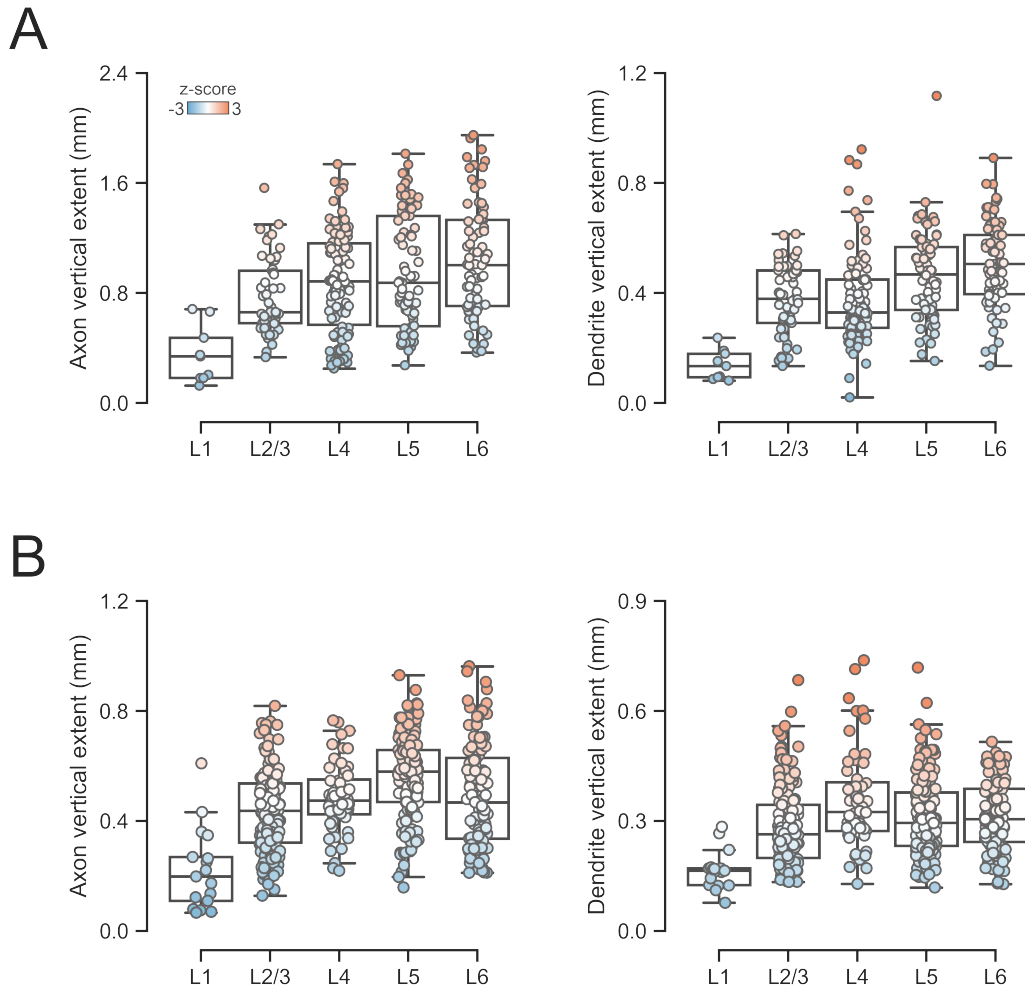 A
Axon vertical extent (mm)
2.4
1.6
0.8
0.0
z-score
-3 3
L1 L2/3 L4 L5 L6
Dendrite vertical extent (mm)
1.2
0.8
0.4
0.0
L1 L2/3 L4 L5 L6
B
Axon vertical extent (mm)
1.2
0.8
0.4
0.0
L1 L2/3 L4 L5 L6
Dendrite vertical extent (mm)
0.9
0.6
0.3
0.0
L1 L2/3 L4 L5 L6